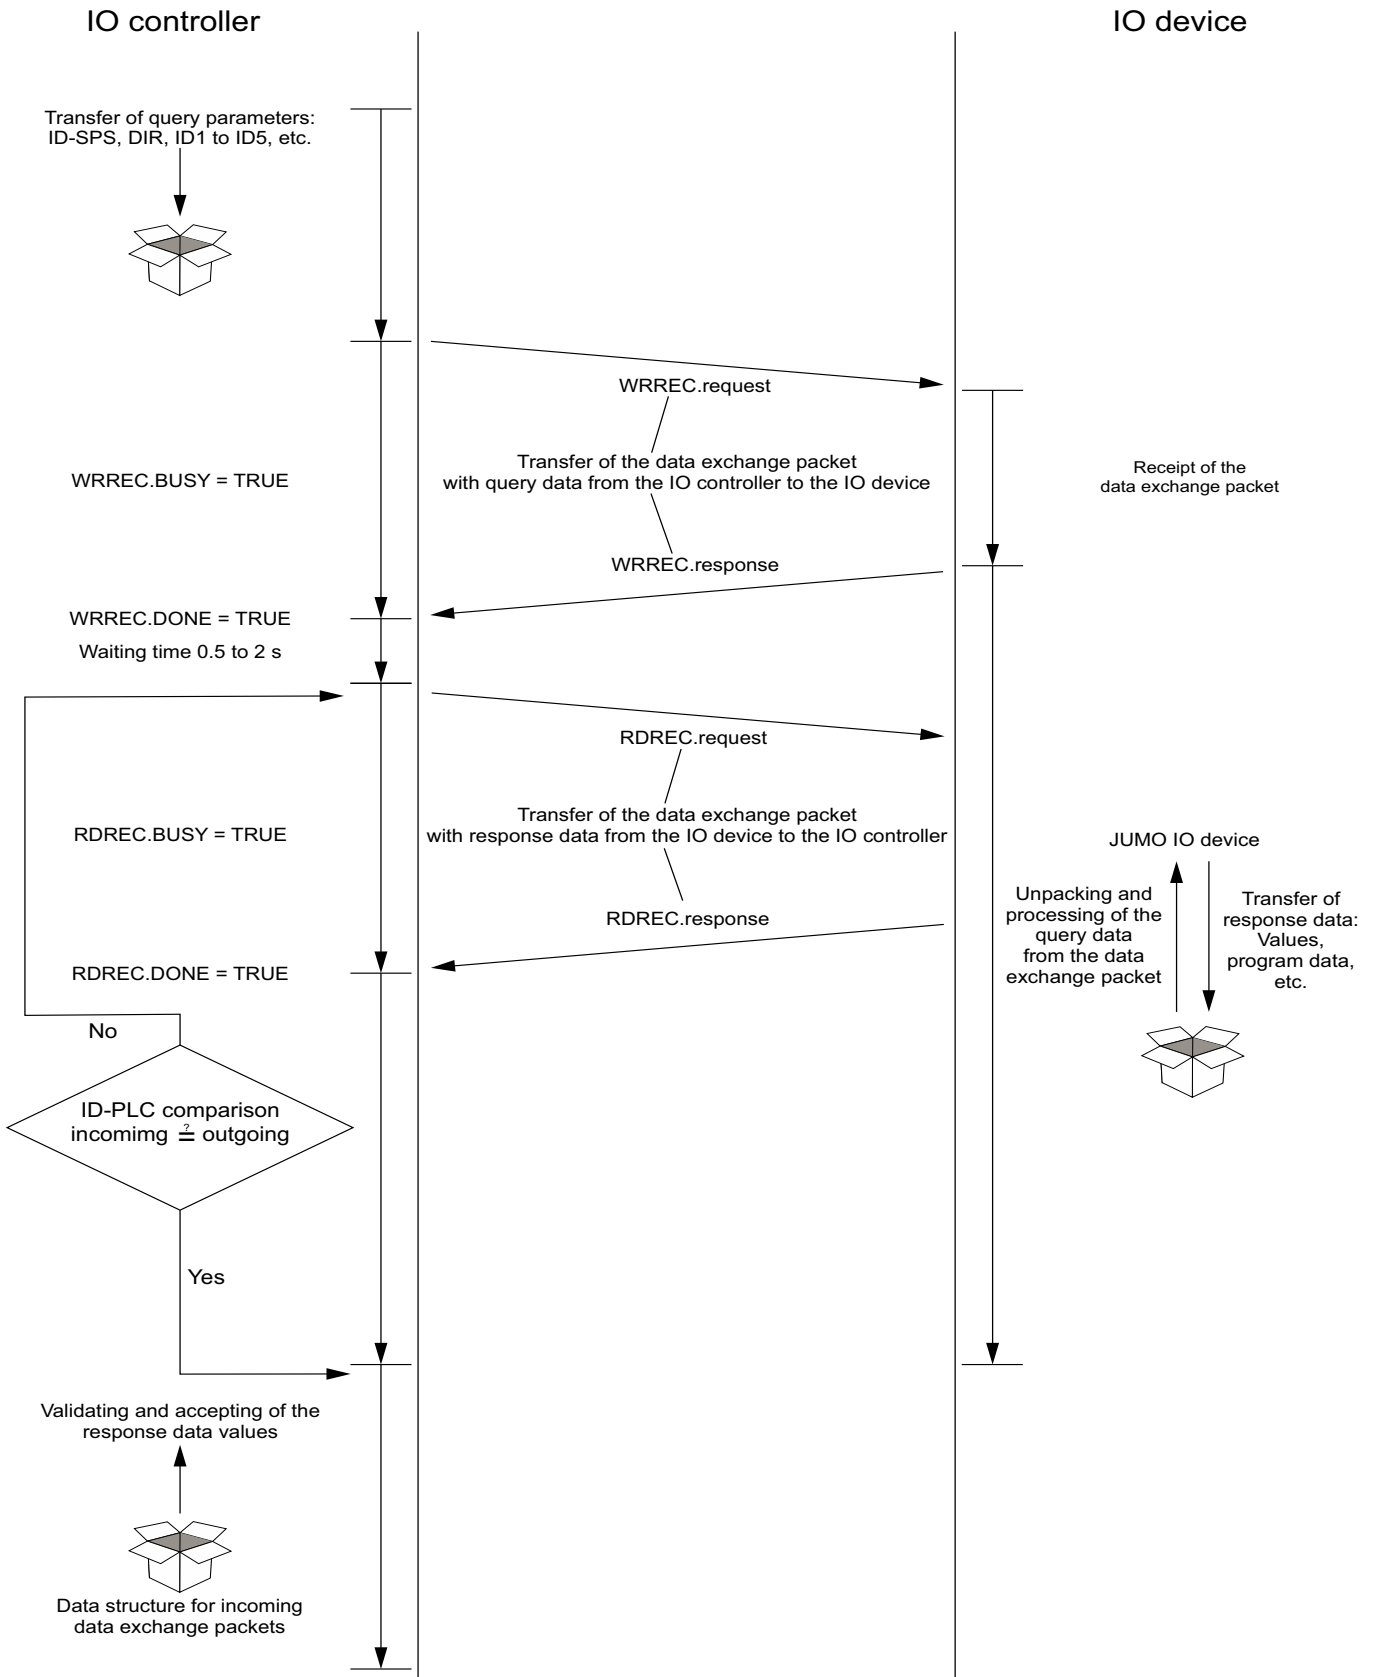 IO controller
IO device
Transfer of query parameters:
ID-SPS, DIR, ID1 to ID5, etc.
WRREC.request
Transfer of the data exchange packet
with query data from the IO controller to the IO device
WRREC.BUSY = TRUE
Receipt of the
data exchange packet
WRREC.response
WRREC.DONE = TRUE
Waiting time 0.5 to 2 s
RDREC.request
Transfer of the data exchange packet
with response data from the IO device to the IO controller
RDREC.BUSY = TRUE
JUMO IO device
Unpacking and
processing of the
query data
from the data
exchange packet
Transfer of
response data:
Values,
program data,
etc.
RDREC.response
RDREC.DONE = TRUE
No
ID-PLC comparison
incomimg ≟ outgoing
Yes
Validating and accepting of the
response data values
Data structure for incoming
data exchange packets